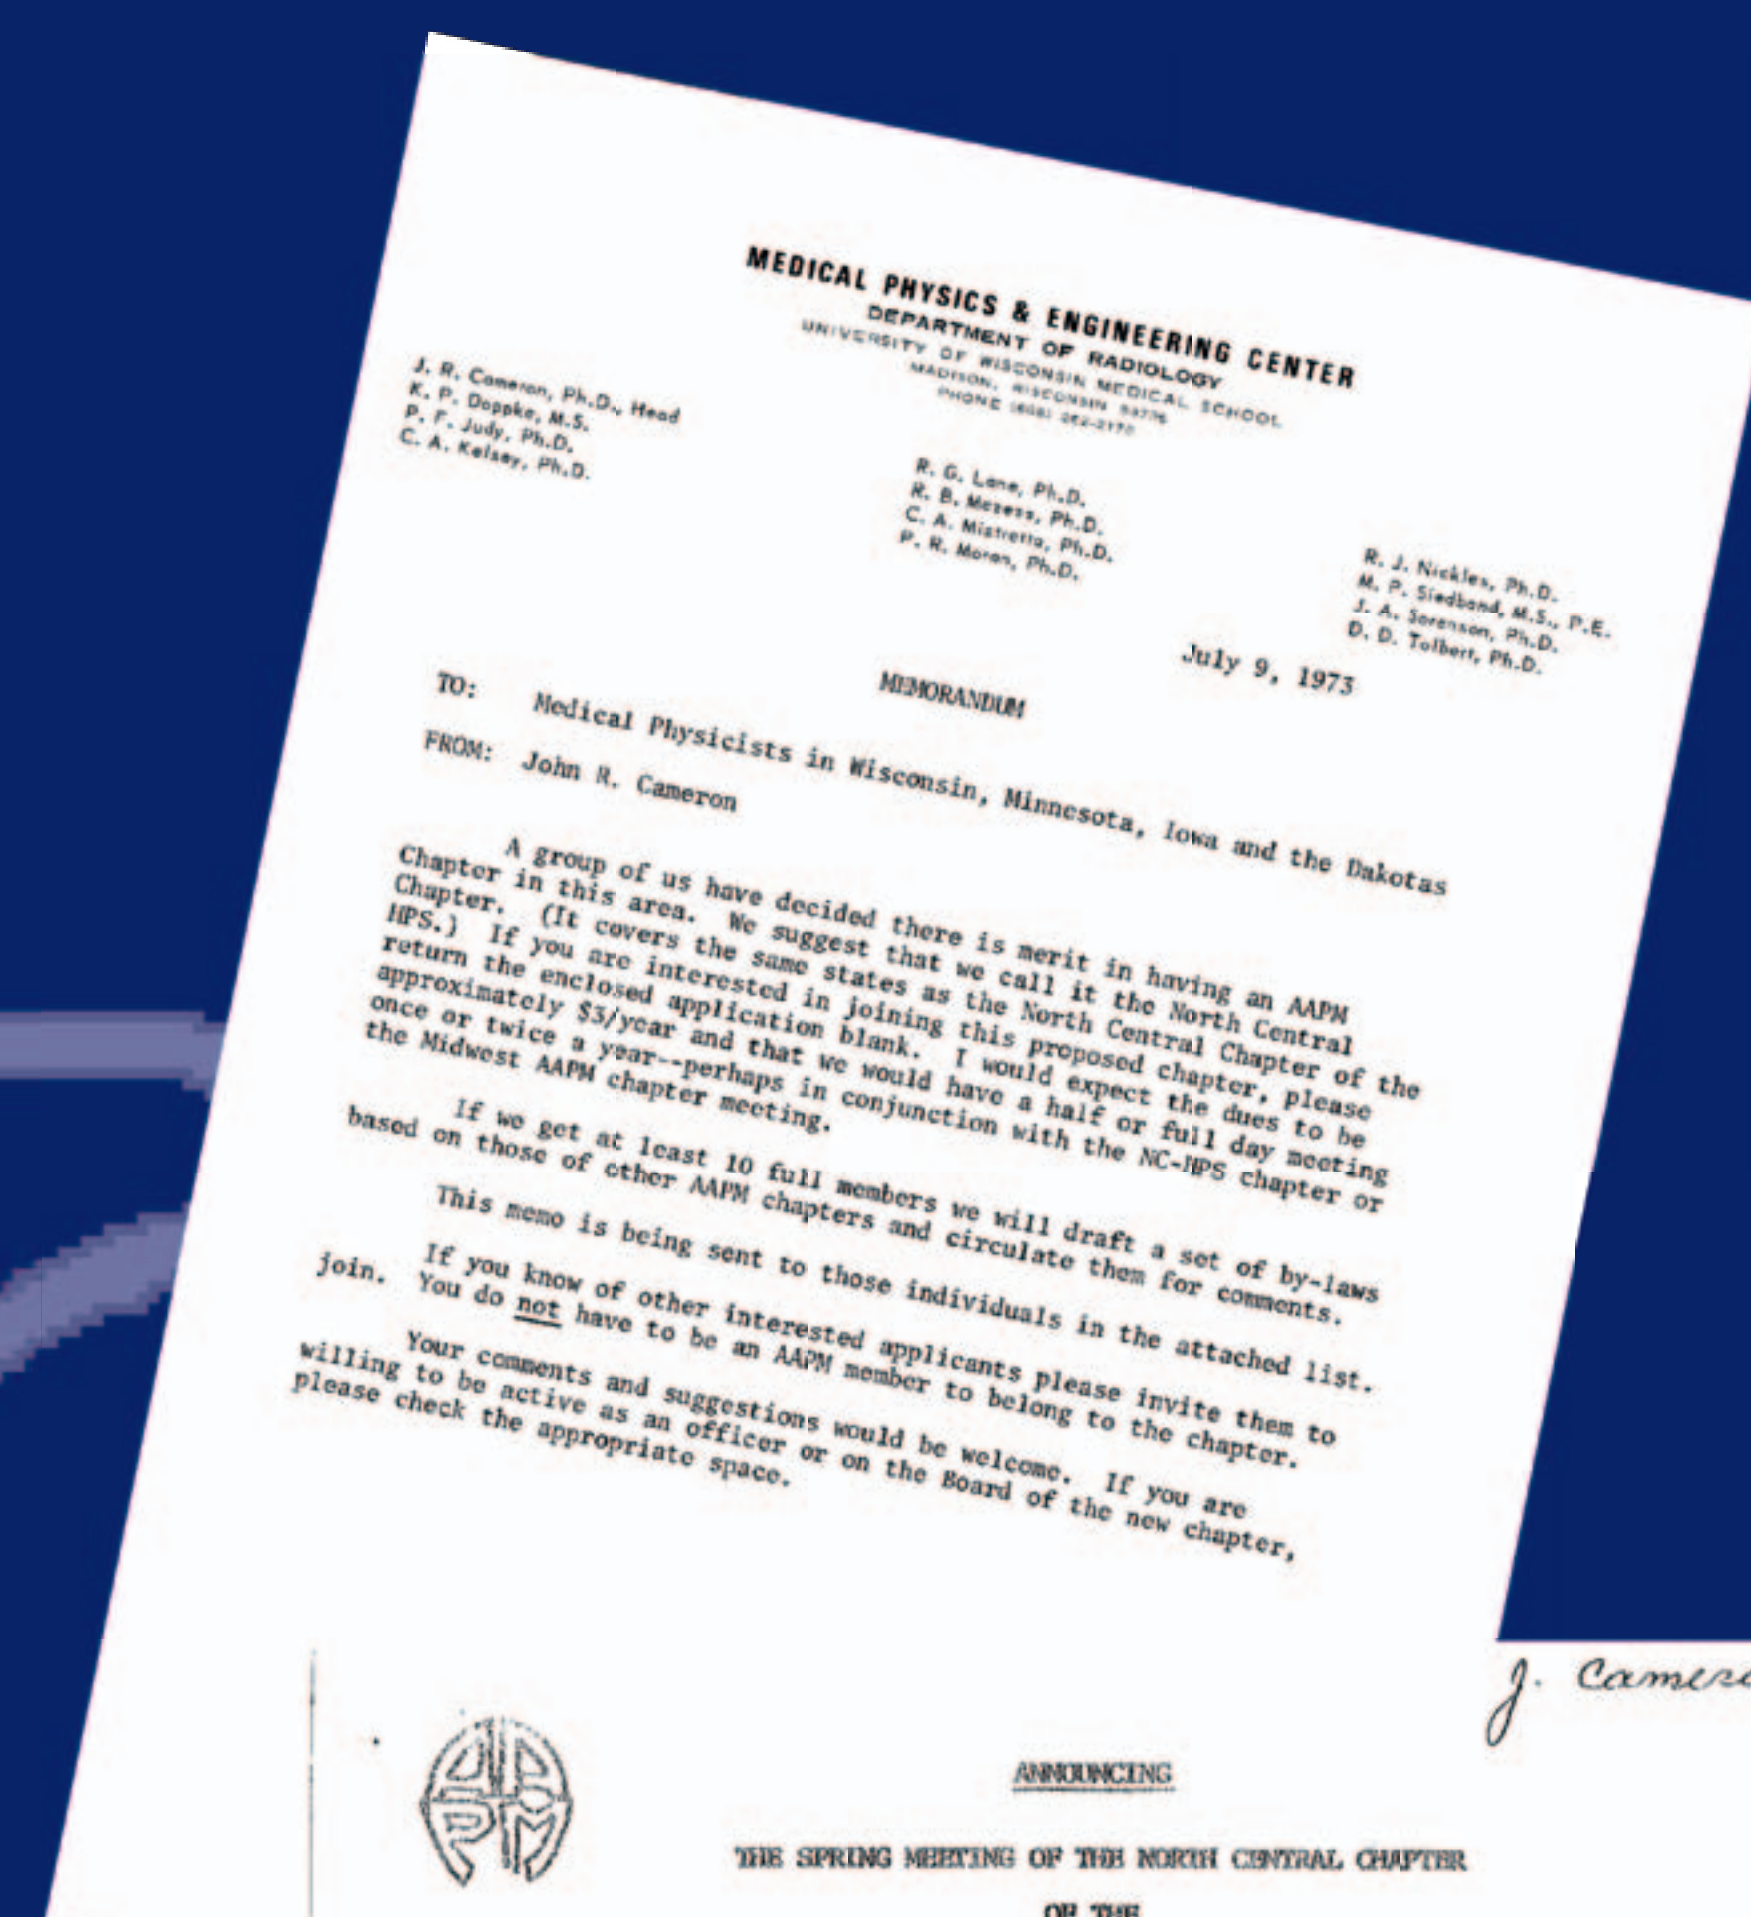 MEDICAL PHYSICS & ENGINEERING CENTER
DEPARTMENT OF RADIOLOGY
UNIVERSITY OF WISCONSIN MEDICAL SCHOOL
MADISON, WISCONSIN
PHONE (608) 262-2170
J. R. Cameron, Ph.D., Head
K. P. Doppke, M.S.
P. F. Judy, Ph.D.
C. A. Kelsey, Ph.D.
R. G. Lane, Ph.D.
R. B. Mazess, Ph.D.
C. A. Mistretta, Ph.D.
P. R. Moran, Ph.D.
R. J. Nickles, Ph.D.
M. P. Siedband, M.S., P.E.
J. A. Sorenson, Ph.D.
D. D. Tolbert, Ph.D.
July 9, 1973
MEMORANDUM
TO: Medical Physicists in Wisconsin, Minnesota, Iowa and the Dakotas
FROM: John R. Cameron
A group of us have decided there is merit in having an AAPM
Chapter in this area. We suggest that we call it the North Central
Chapter. (It covers the same states as the North Central Chapter of the
HPS.) If you are interested in joining this proposed chapter, please
return the enclosed application blank. I would expect the dues to be
approximately $3/year and that we would have a half or full day meeting
once or twice a year--perhaps in conjunction with the NC-HPS chapter or
the Midwest AAPM chapter meeting.
If we get at least 10 full members we will draft a set of by-laws
based on those of other AAPM chapters and circulate them for comments.
This memo is being sent to those individuals in the attached list.
If you know of other interested applicants please invite them to
join. You do not have to be an AAPM member to belong to the chapter.
Your comments and suggestions would be welcome. If you are
willing to be active as an officer or on the Board of the new chapter,
please check the appropriate space.
J. Camero
AAPM
ANNOUNCING
THE SPRING MEETING OF THE NORTH CENTRAL CHAPTER
OF THE